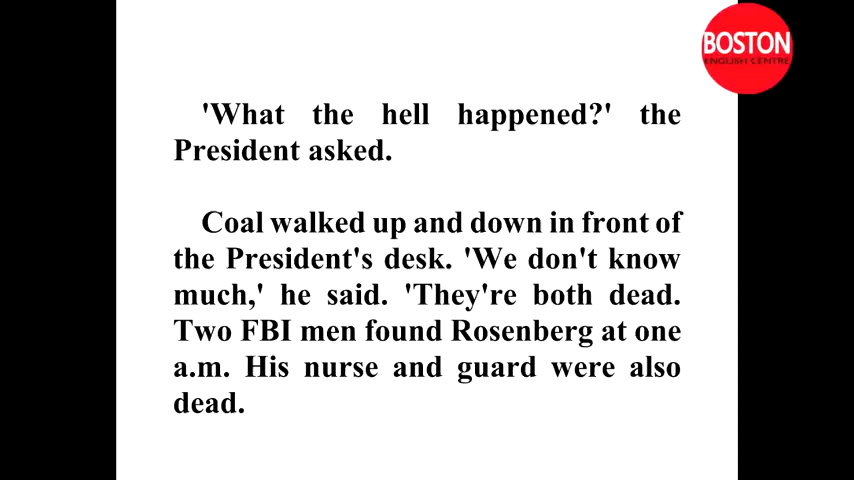 BOSTON
ENGLISH CENTRE
'What the hell happened?' the
President asked.
Coal walked up and down in front of
the President's desk. 'We don't know
much,' he said. 'They're both dead.
Two FBI men found Rosenberg at one
a.m. His nurse and guard were also
dead.